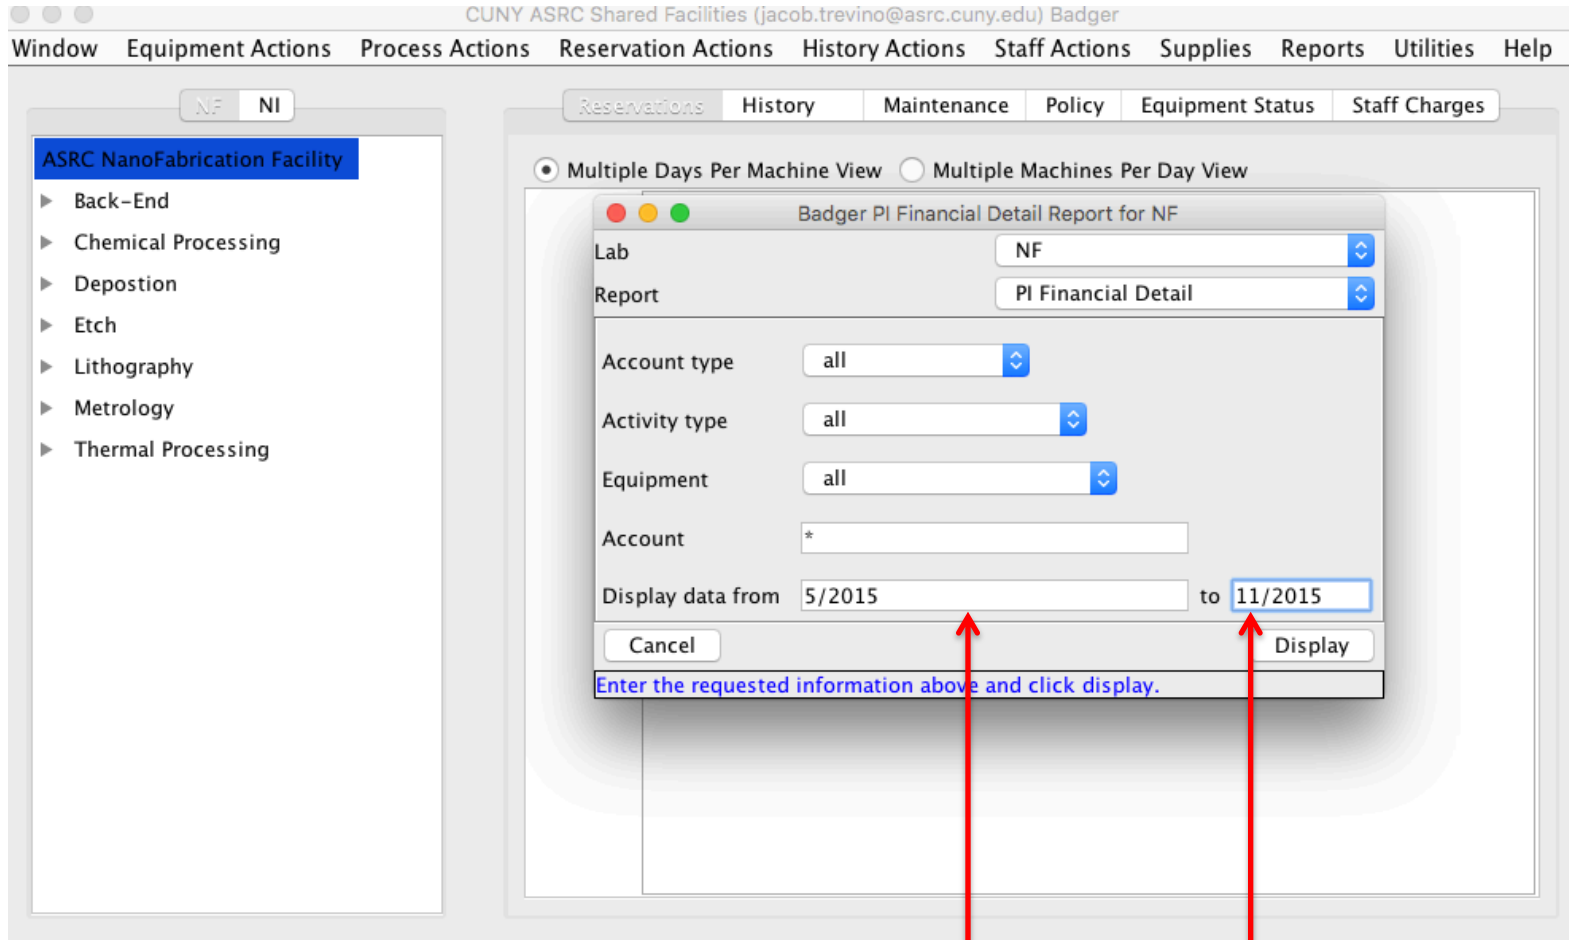 CUNY ASRC Shared Facilities (jacob.trevino@asrc.cuny.edu) Badger
Window Equipment Actions Process Actions Reservation Actions History Actions Staff Actions Supplies Reports Utilities Help
NF NI
Reservations History Maintenance Policy Equipment Status Staff Charges
ASRC NanoFabrication Facility
Back-End
Chemical Processing
Depostion
Etch
Lithography
Metrology
Thermal Processing
Multiple Days Per Machine View Multiple Machines Per Day View
Badger PI Financial Detail Report for NF
Lab NF
Report PI Financial Detail
Account type all
Activity type all
Equipment all
Account *
Display data from 5/2015 to 11/2015
Cancel Display
Enter the requested information above and click display.